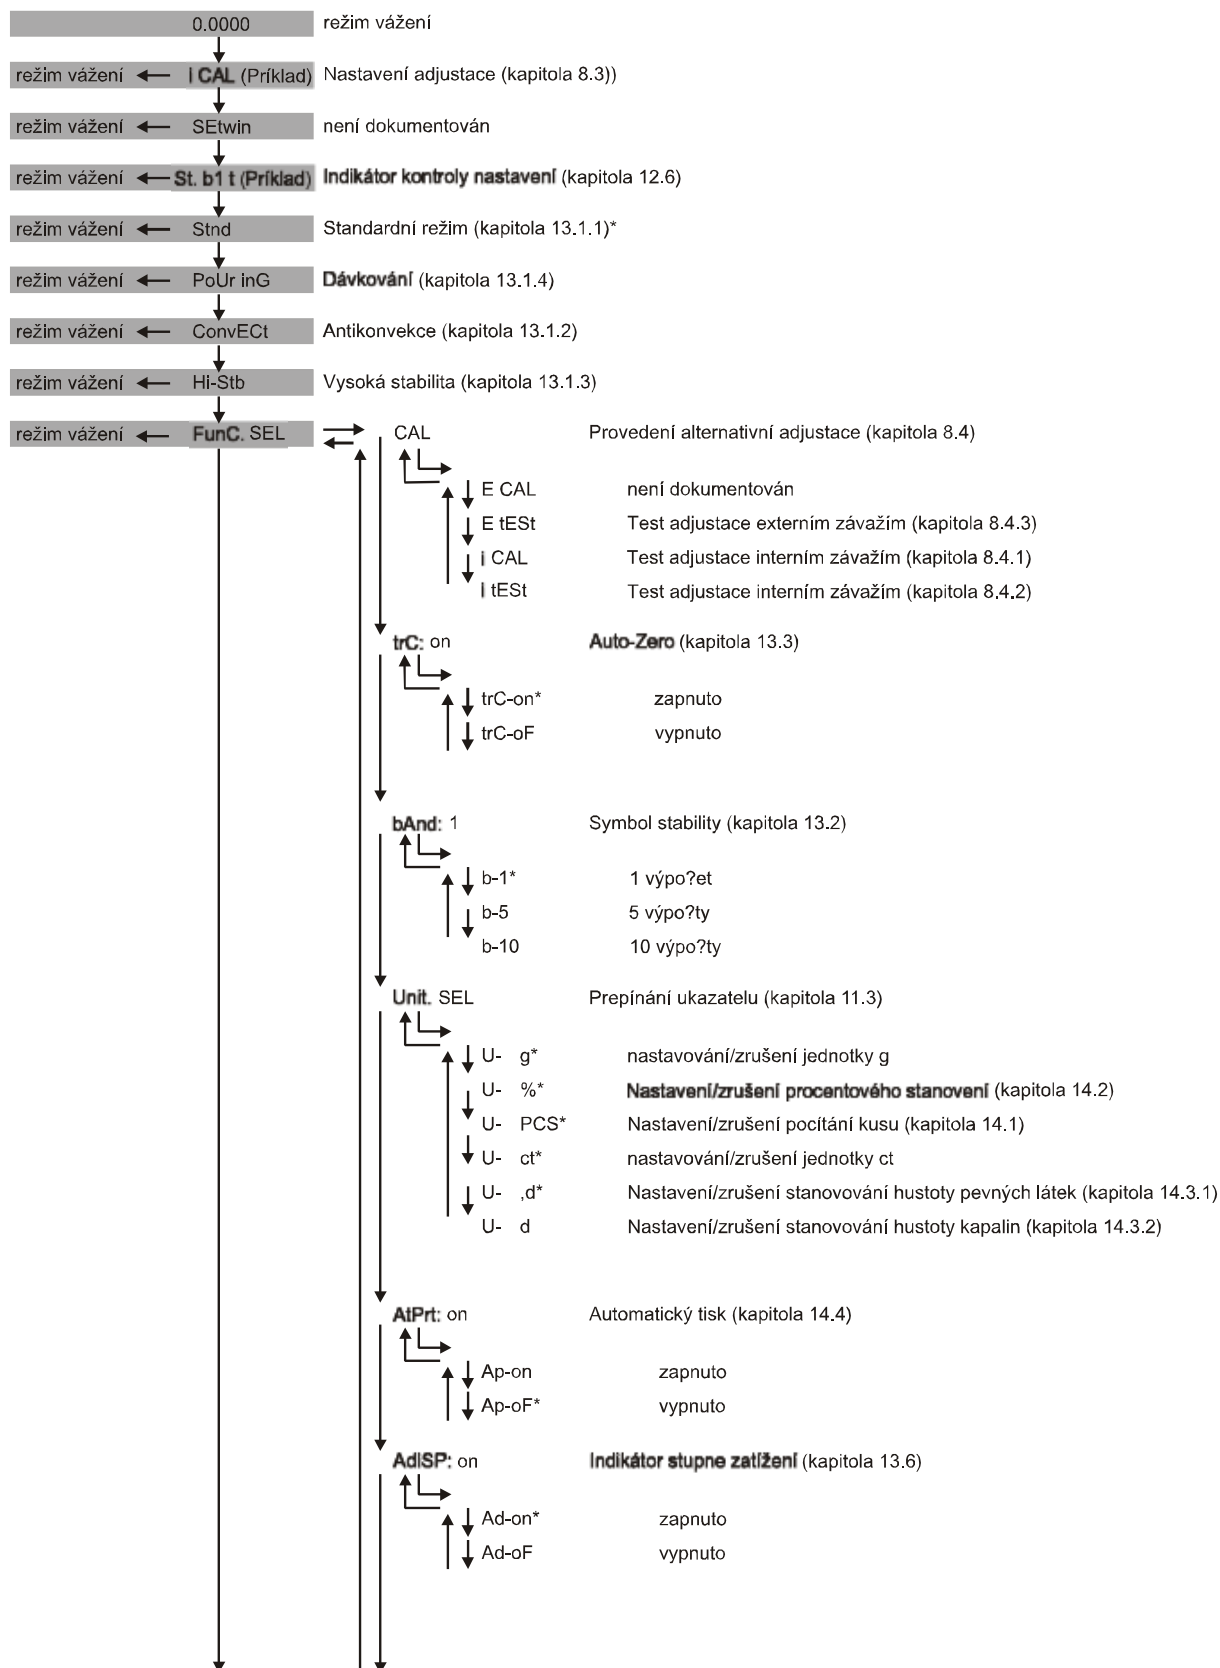 0.0000 režim vážení
režim vážení i CAL (Príklad) Nastavení adjustace (kapitola 8.3))
režim vážení SEtwin není dokumentován
režim vážení St. b1 t (Príklad) Indikátor kontroly nastavení (kapitola 12.6)
režim vážení Stnd Standardní režim (kapitola 13.1.1)*
režim vážení PoUr inG Dávkování (kapitola 13.1.4)
režim vážení ConvECt Antikonvekce (kapitola 13.1.2)
režim vážení Hi-Stb Vysoká stabilita (kapitola 13.1.3)
režim vážení FunC. SEL CAL Provedení alternativní adjustace (kapitola 8.4)
E CAL není dokumentován
E tESt Test adjustace externím závažím (kapitola 8.4.3)
i CAL Test adjustace interním závažím (kapitola 8.4.1)
I tESt Test adjustace interním závažím (kapitola 8.4.2)
trC: on Auto-Zero (kapitola 13.3)
trC-on* zapnuto
trC-oF vypnuto
bAnd: 1 Symbol stability (kapitola 13.2)
b-1* 1 výpo?et
b-5 5 výpo?ty
b-10 10 výpo?ty
Unit. SEL Prepínání ukazatelu (kapitola 11.3)
U- g* nastavování/zrušení jednotky g
U- %* Nastavení/zrušení procentového stanovení (kapitola 14.2)
U- PCS* Nastavení/zrušení pocítání kusu (kapitola 14.1)
U- ct* nastavování/zrušení jednotky ct
U- ,d* Nastavení/zrušení stanovování hustoty pevných látek (kapitola 14.3.1)
U- d Nastavení/zrušení stanovování hustoty kapalin (kapitola 14.3.2)
AtPrt: on Automatický tisk (kapitola 14.4)
Ap-on zapnuto
Ap-oF* vypnuto
AdISP: on Indikátor stupne zatížení (kapitola 13.6)
Ad-on* zapnuto
Ad-oF vypnuto